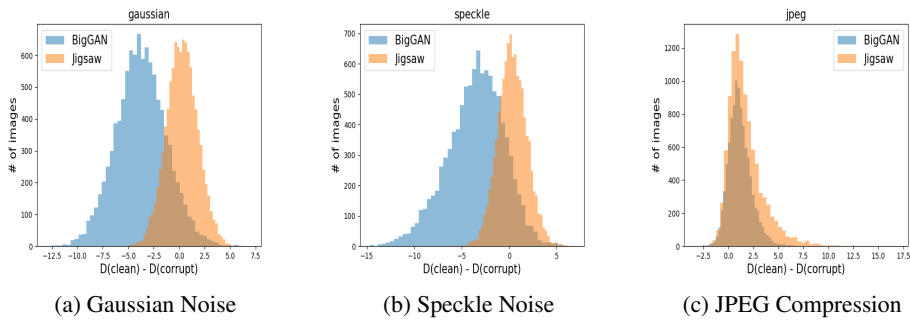 gaussian
BigGAN
Jigsaw
# of images
600
500
400
300
200
100
0
-12.5 -10.0 -7.5 -5.0 -2.5 0.0 2.5 5.0 7.5
D(clean) - D(corrupt)
(a) Gaussian Noise
speckle
BigGAN
Jigsaw
# of images
700
600
500
400
300
200
100
0
-15 -10 -5 0 5
D(clean) - D(corrupt)
(b) Speckle Noise
jpeg
BigGAN
Jigsaw
# of images
1200
1000
800
600
400
200
0
-2.5 0.0 2.5 5.0 7.5 10.0 12.5 15.0 17.5
D(clean) - D(corrupt)
(c) JPEG Compression